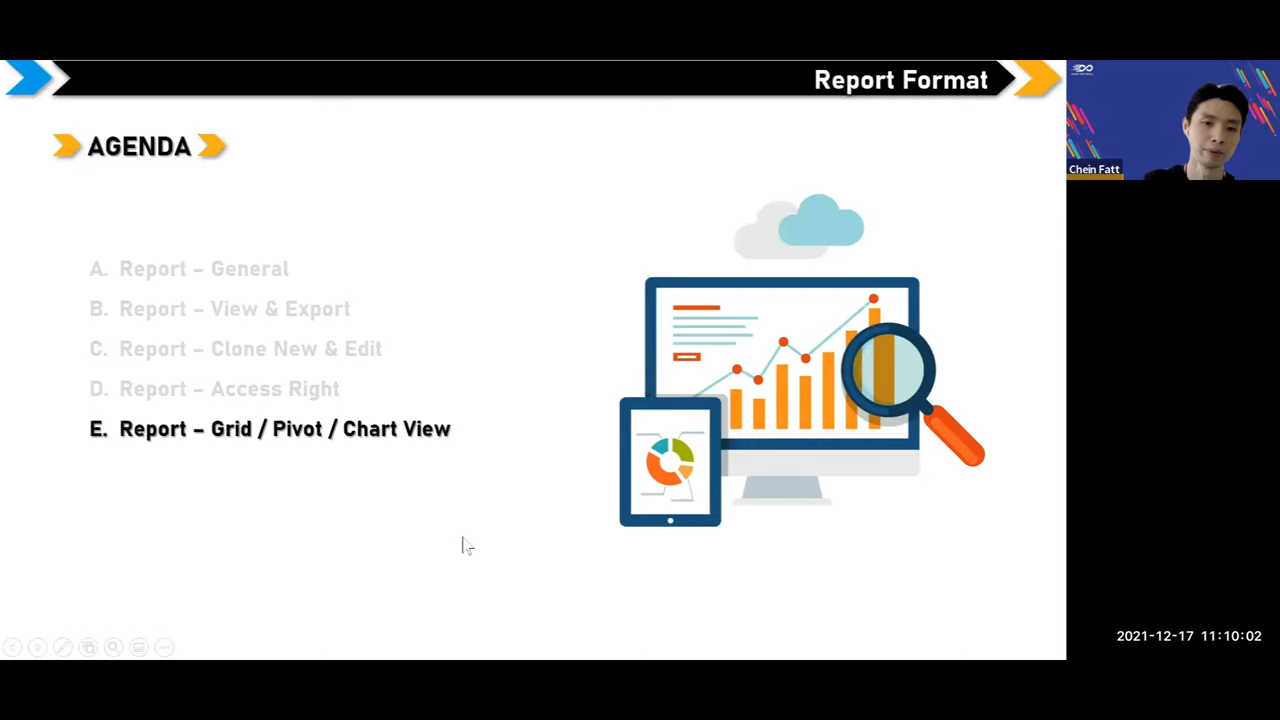 Report Format
AGENDA
A. Report – General
B. Report – View & Export
C. Report – Clone New & Edit
D. Report – Access Right
E. Report – Grid / Pivot / Chart View
Chein Fatt
2021-12-17 11:10:02